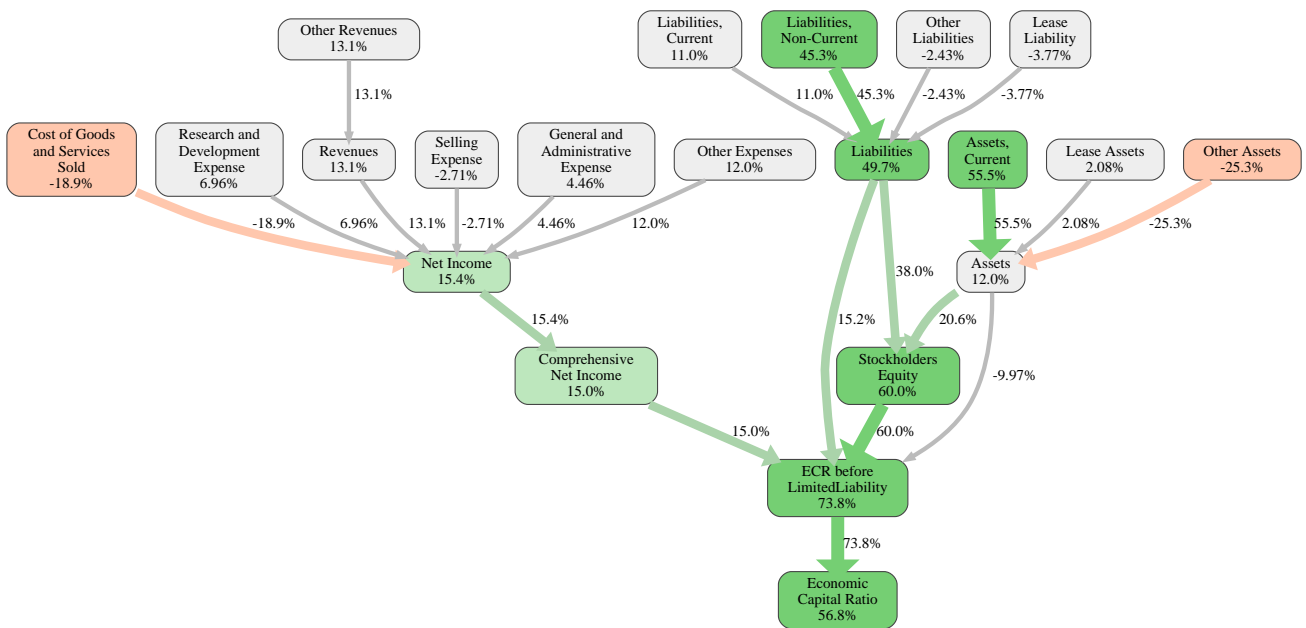 Other Revenues
13.1%
Liabilities,
Current
11.0%
Liabilities,
Non-Current
45.3%
Other
Liabilities
-2.43%
Lease
Liability
-3.77%
13.1%
11.0%
45.3%
-2.43%
-3.77%
Cost of Goods
and Services
Sold
-18.9%
Research and
Development
Expense
6.96%
Revenues
13.1%
Selling
Expense
-2.71%
General and
Administrative
Expense
4.46%
Other Expenses
12.0%
Liabilities
49.7%
Assets,
Current
55.5%
Lease Assets
2.08%
Other Assets
-25.3%
-18.9%
6.96%
13.1%
-2.71%
4.46%
12.0%
55.5%
2.08%
-25.3%
Net Income
15.4%
38.0%
Assets
12.0%
15.4%
15.2%
20.6%
Comprehensive
Net Income
15.0%
Stockholders
Equity
60.0%
-9.97%
15.0%
60.0%
ECR before
LimitedLiability
73.8%
73.8%
Economic
Capital Ratio
56.8%